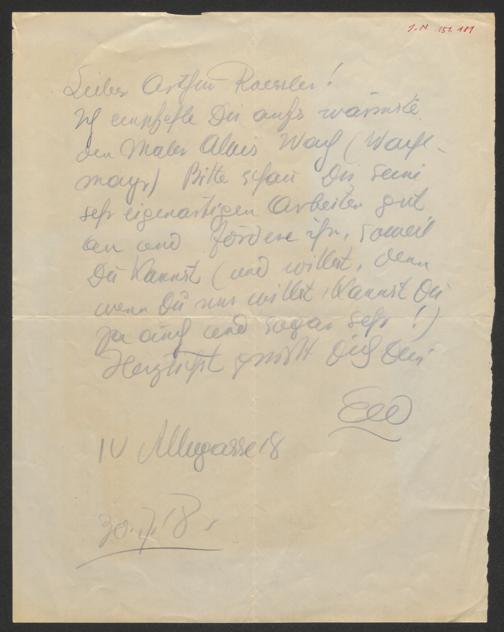 J.N. 151.181
Lieber Arthur Roessler!
Ich empfehle Dir aufs wärmste
den Maler Alois Wach (Wachl-
mayr) Bitte schau Dir seine
sehr eigenartigen Arbeiten gut
an und fördere ihn, soweit
Du kannst (und willst, denn
wenn Du nur willst, kannst Du
ja auch und sogar sehr!)
Herzlichst grüßt Dich Dein
IV Alleegasse 18